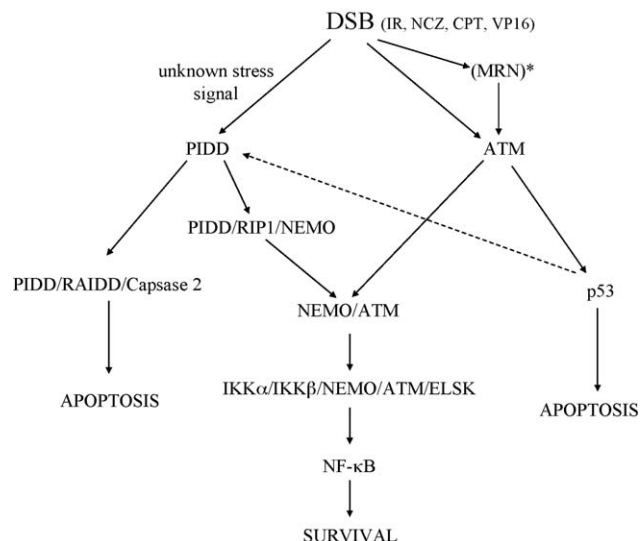 DSB (IR, NCZ, CPT, VP16)
unknown stress
signal
(MRN)*
PIDD
ATM
PIDD/RIP1/NEMO
PIDD/RAIDD/Capsase 2
NEMO/ATM
p53
IKKα/IKKβ/NEMO/ATM/ELSK
APOPTOSIS
APOPTOSIS
NF-κB
SURVIVAL